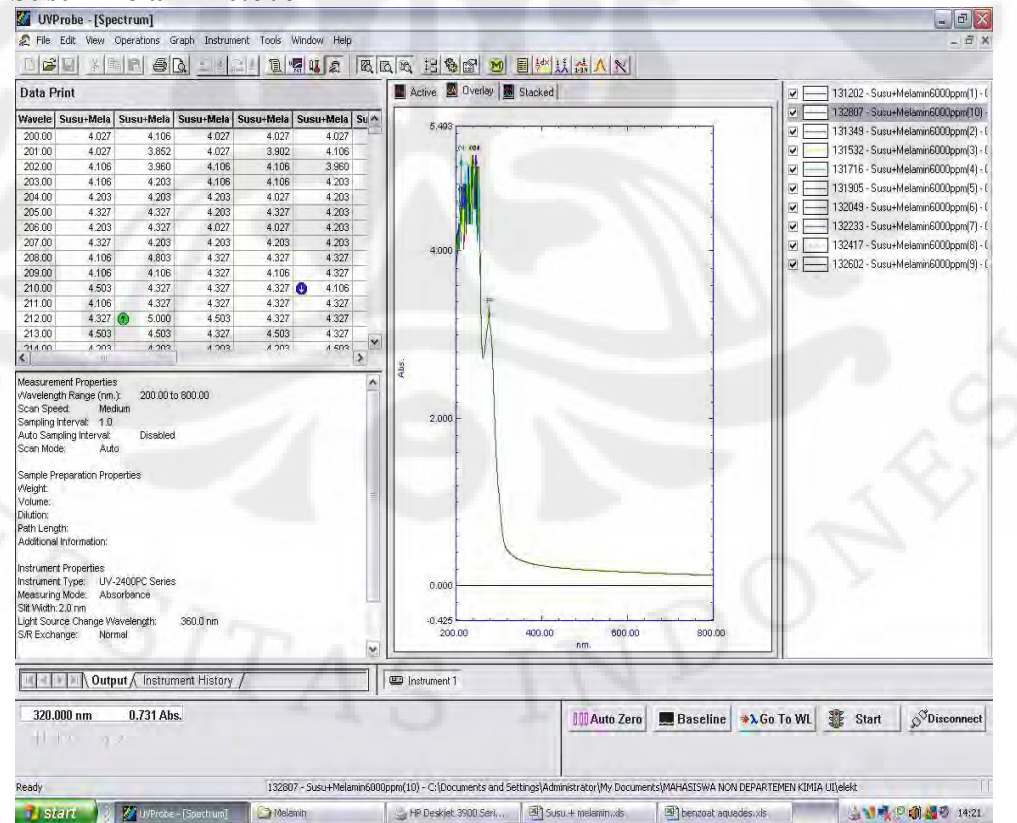 UVProbe - [Spectrum]
File Edit View Operations Graph Instrument Tools Window Help
Data Print
Wavele Susu+Mela Susu+Mela Susu+Mela Susu+Mela Susu+Mela Su
200.00 4.027 4.106 4.027 4.027 4.027
201.00 4.027 3.852 4.027 3.902 4.106
202.00 4.106 3.960 4.106 4.106 3.960
203.00 4.106 4.203 4.106 4.106 4.203
204.00 4.203 4.203 4.203 4.027 4.203
205.00 4.327 4.327 4.203 4.203 4.203
206.00 4.203 4.327 4.027 4.027 4.203
207.00 4.327 4.203 4.203 4.203 4.203
208.00 4.106 4.803 4.327 4.327 4.327
209.00 4.106 4.106 4.327 4.106 4.327
210.00 4.503 4.327 4.327 4.327 4.106
211.00 4.106 4.327 4.327 4.327 4.327
212.00 4.327 5.000 4.503 4.327 4.327
213.00 4.503 4.503 4.327 4.503 4.327
214.00 4.203 4.203 4.203 4.203 4.503
Measurement Properties
Wavelength Range (nm.): 200.00 to 800.00
Scan Speed: Medium
Sampling Interval: 1.0
Auto Sampling Interval: Disabled
Scan Mode: Auto
Sample Preparation Properties
Weight:
Volume:
Dilution:
Path Length:
Additional Information:
Instrument Properties
Instrument Type: UV-2400PC Series
Measuring Mode: Absorbance
Slit Width: 2.0 nm
Light Source Change Wavelength: 360.0 nm
S/R Exchange: Normal
Output Instrument History
Active Overlay Stacked
5.493
4.000
Abs.
2.000
0.000
-0.425
200.00 400.00 600.00 800.00
nm.
Instrument 1
131202 - Susu+Melamin6000ppm(1) - (
132807 - Susu+Melamin6000ppm(10) -
131349 - Susu+Melamin6000ppm(2) - (
131532 - Susu+Melamin6000ppm(3) - (
131716 - Susu+Melamin6000ppm(4) - (
131905 - Susu+Melamin6000ppm(5) - (
132049 - Susu+Melamin6000ppm(6) - (
132233 - Susu+Melamin6000ppm(7) - (
132417 - Susu+Melamin6000ppm(8) - (
132602 - Susu+Melamin6000ppm(9) - (
320.000 nm 0.731 Abs.
Auto Zero Baseline Go To WL Start Disconnect
Ready 132807 - Susu+Melamin6000ppm(10) - C:\Documents and Settings\Administrator\My Documents\MAHASISWA NON DEPARTEMEN KIMIA UI\elekt
start UVProbe - [Spectrum] Melamin HP Deskjet 3900 Seri... Susu + melamin.xls benzoat aquades.xls 14:21
SITAS INDONES